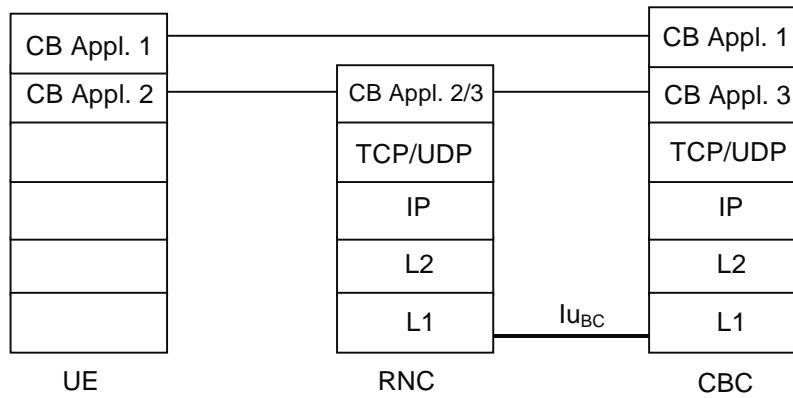 CB Appl. 1
CB Appl. 1
CB Appl. 2
CB Appl. 2/3
CB Appl. 3
TCP/UDP
TCP/UDP
IP
IP
L2
L2
L1
IuBC
L1
UE
RNC
CBC